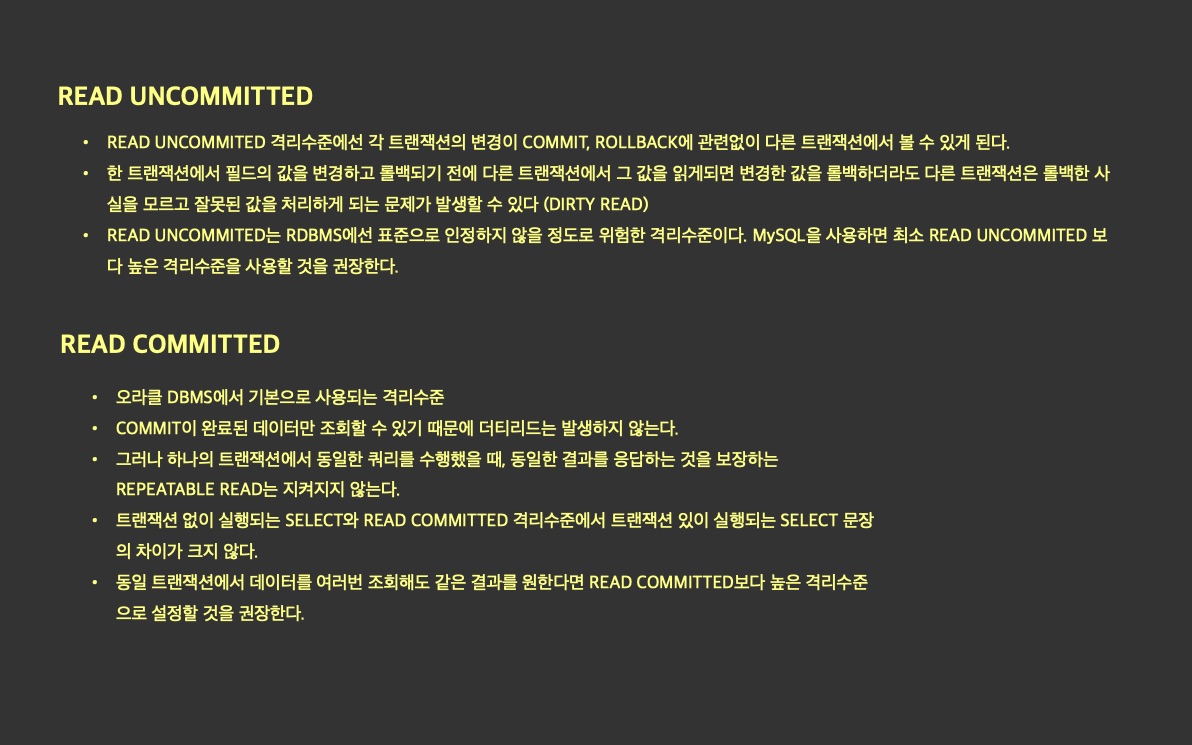 READ UNCOMMITTED
• READ UNCOMMITED 격리수준에선 각 트랜잭션의 변경이 COMMIT, ROLLBACK에 관련없이 다른 트랜잭션에서 볼 수 있게 된다.
• 한 트랜잭션에서 필드의 값을 변경하고 롤백되기 전에 다른 트랜잭션에서 그 값을 읽게되면 변경한 값을 롤백하더라도 다른 트랜잭션은 롤백한 사
실을 모르고 잘못된 값을 처리하게 되는 문제가 발생할 수 있다 (DIRTY READ)
• READ UNCOMMITED는 RDBMS에선 표준으로 인정하지 않을 정도로 위험한 격리수준이다. MySQL을 사용하면 최소 READ UNCOMMITED 보
다 높은 격리수준을 사용할 것을 권장한다.
READ COMMITTED
• 오라클 DBMS에서 기본으로 사용되는 격리수준
• COMMIT이 완료된 데이터만 조회할 수 있기 때문에 더티리드는 발생하지 않는다.
• 그러나 하나의 트랜잭션에서 동일한 쿼리를 수행했을 때, 동일한 결과를 응답하는 것을 보장하는
REPEATABLE READ는 지켜지지 않는다.
• 트랜잭션 없이 실행되는 SELECT와 READ COMMITTED 격리수준에서 트랜잭션 있이 실행되는 SELECT 문장
의 차이가 크지 않다.
• 동일 트랜잭션에서 데이터를 여러번 조회해도 같은 결과를 원한다면 READ COMMITTED보다 높은 격리수준
으로 설정할 것을 권장한다.